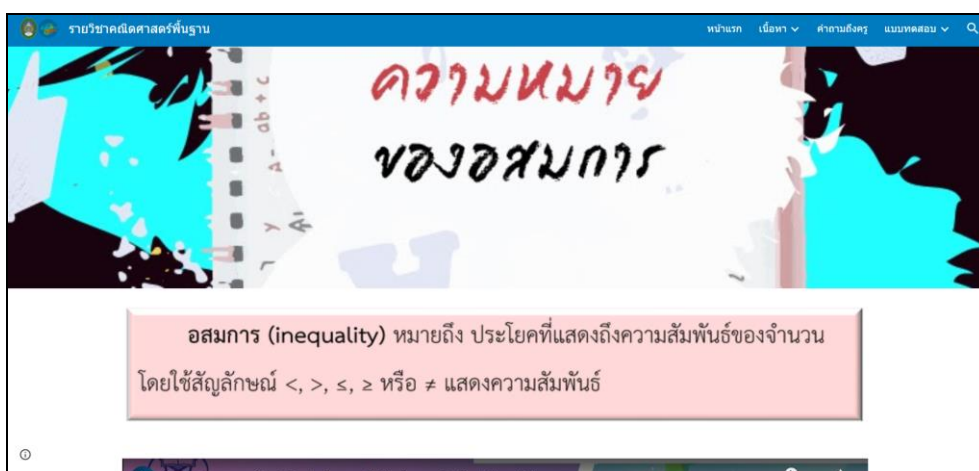 รายวิชาคณิตศาสตร์พื้นฐาน
หน้าแรก เนื้อหา คำถามถึงครู แบบทดสอบ
ความหมาย
ของอสมการ
ab+c
A-
y
อสมการ (inequality) หมายถึง ประโยคที่แสดงถึงความสัมพันธ์ของจำนวน
โดยใช้สัญลักษณ์ <, >, ≤, ≥ หรือ ≠ แสดงความสัมพันธ์